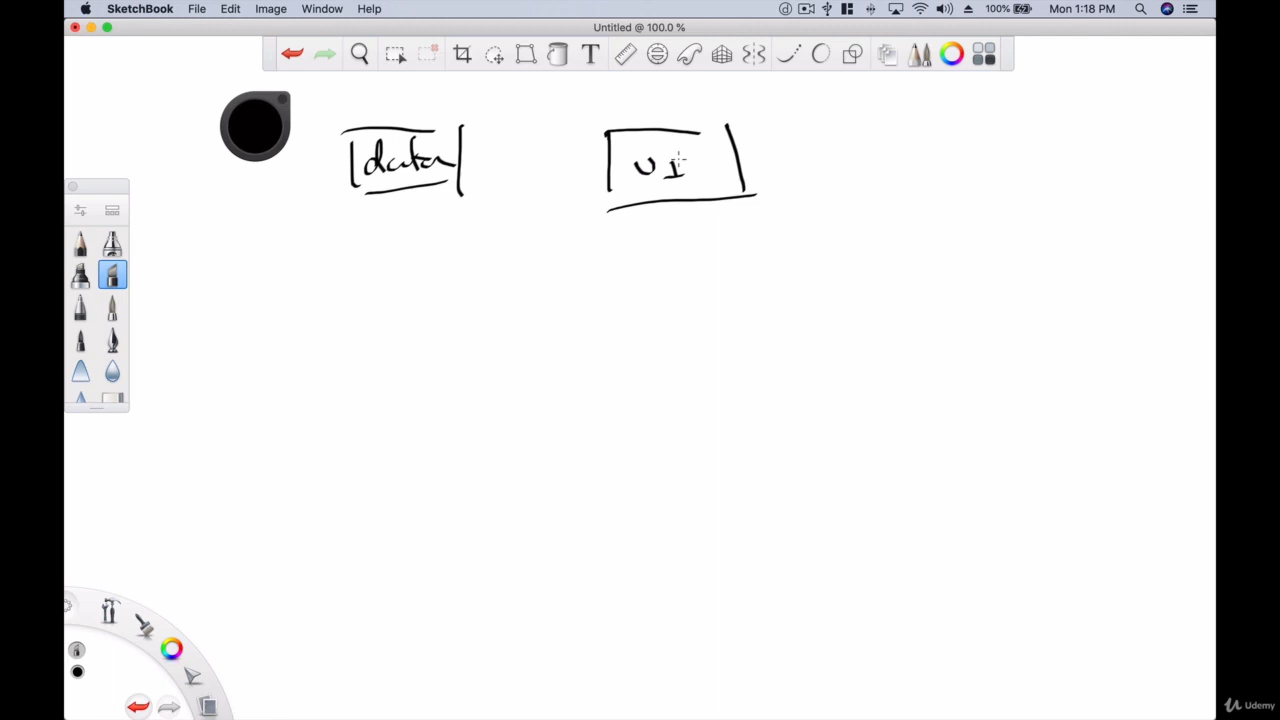 SketchBook File Edit Image Window Help 100% Mon 1:18 PM
Untitled @ 100.0 %
T
data UI
Udemy